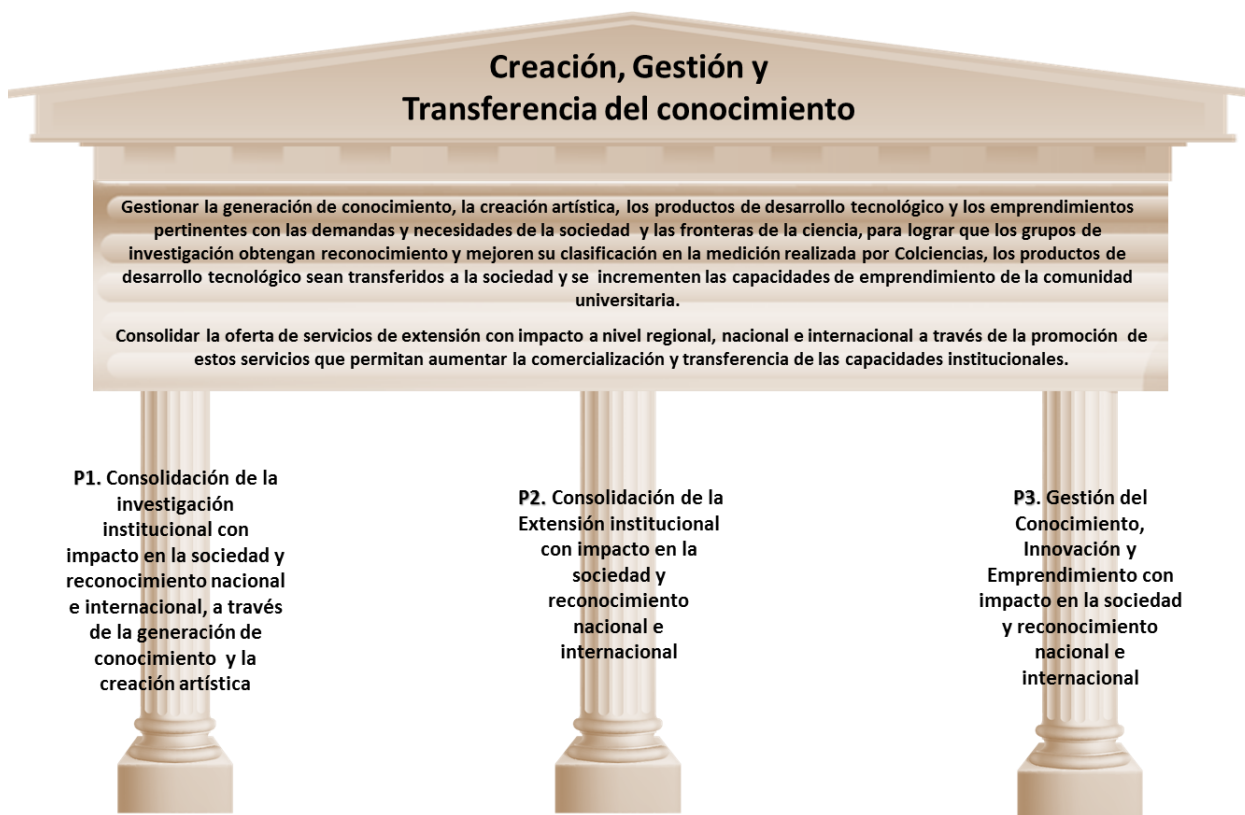 Creación, Gestión y
Transferencia del conocimiento
Gestionar la generación de conocimiento, la creación artística, los productos de desarrollo tecnológico y los emprendimientos
pertinentes con las demandas y necesidades de la sociedad y las fronteras de la ciencia, para lograr que los grupos de
investigación obtengan reconocimiento y mejoren su clasificación en la medición realizada por Colciencias, los productos de
desarrollo tecnológico sean transferidos a la sociedad y se incrementen las capacidades de emprendimiento de la comunidad
universitaria.
Consolidar la oferta de servicios de extensión con impacto a nivel regional, nacional e internacional a través de la promoción de
estos servicios que permitan aumentar la comercialización y transferencia de las capacidades institucionales.
P1. Consolidación de la
investigación
institucional con
impacto en la sociedad y
reconocimiento nacional
e internacional, a través
de la generación de
conocimiento y la
creación artística
P2. Consolidación de la
Extensión institucional
con impacto en la
sociedad y
reconocimiento
nacional e
internacional
P3. Gestión del
Conocimiento,
Innovación y
Emprendimiento con
impacto en la sociedad
y reconocimiento
nacional e
internacional